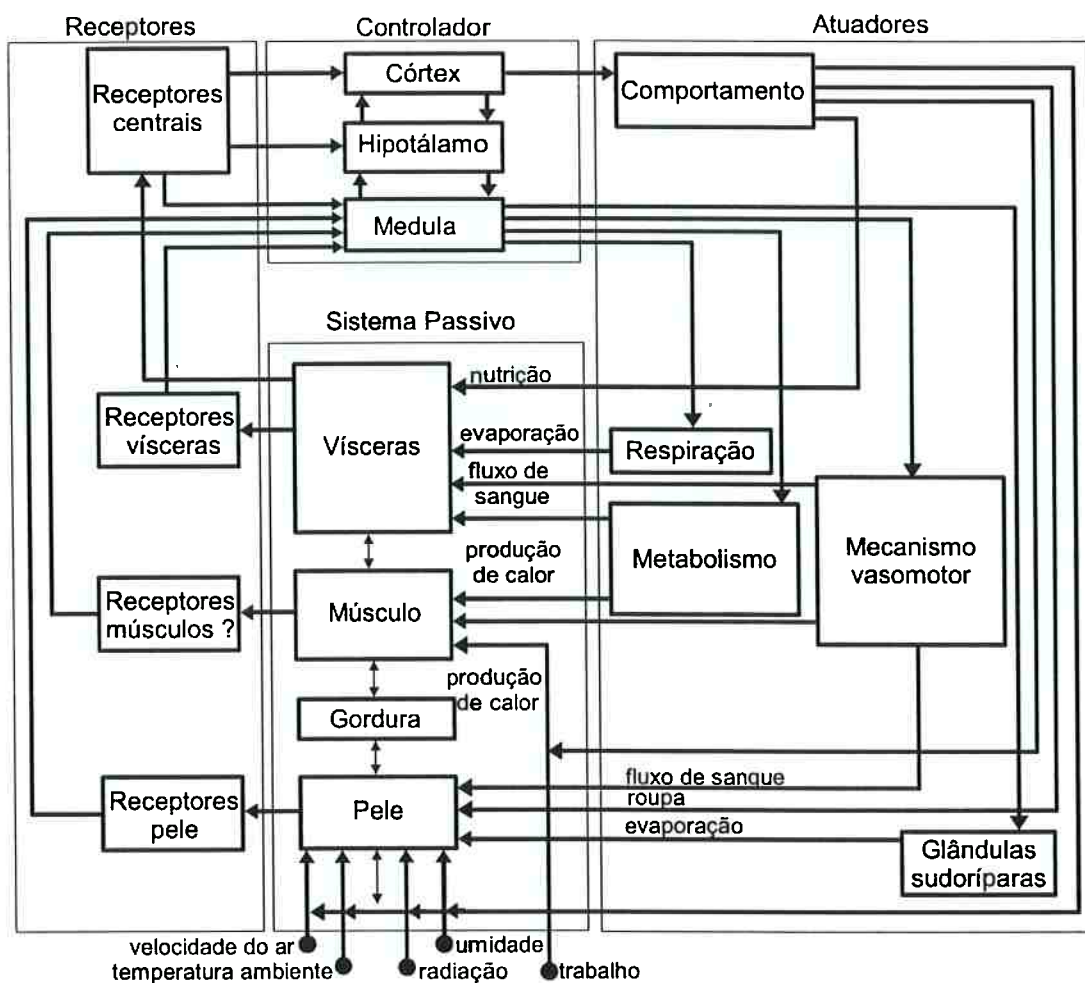 Receptores
Controlador
Atuadores
Receptores
centrais
Córtex
Hipotálamo
Medula
Comportamento
Sistema Passivo
Receptores
vísceras
Vísceras
nutrição
evaporação
fluxo de
sangue
Respiração
Metabolismo
Mecanismo
vasomotor
produção
de calor
Receptores
músculos ?
Músculo
produção
de calor
Gordura
Receptores
pele
Pele
fluxo de sangue
roupa
evaporação
Glândulas
sudoríparas
velocidade do ar
umidade
temperatura ambiente
radiação
trabalho